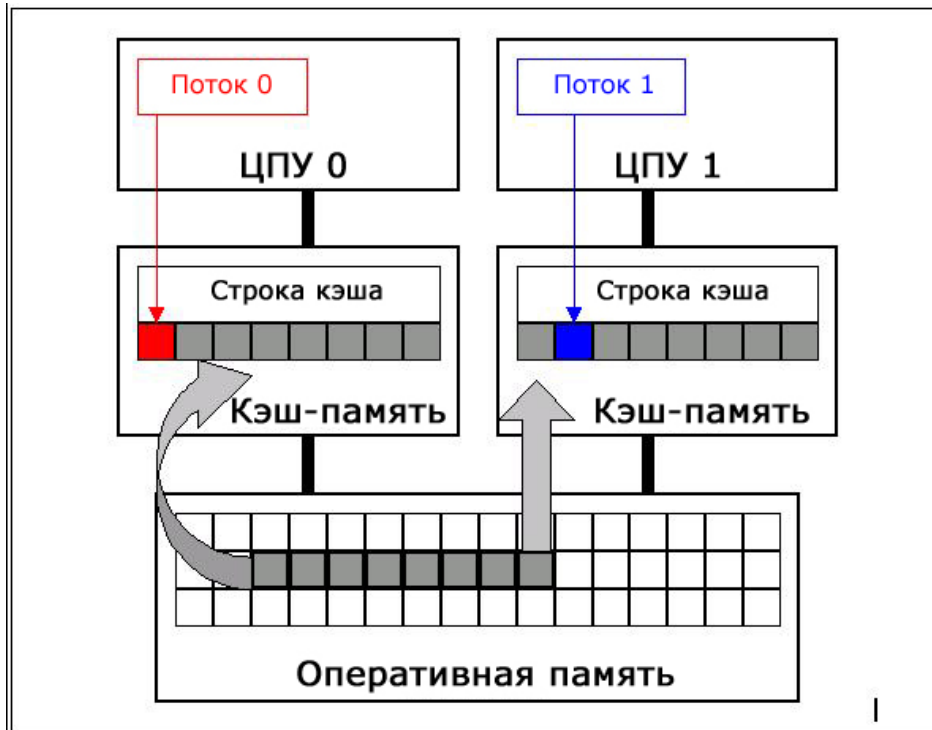 Поток 0
Поток 1
ЦПУ 0
ЦПУ 1
Строка кэша
Строка кэша
Кэш-память
Кэш-память
Оперативная память